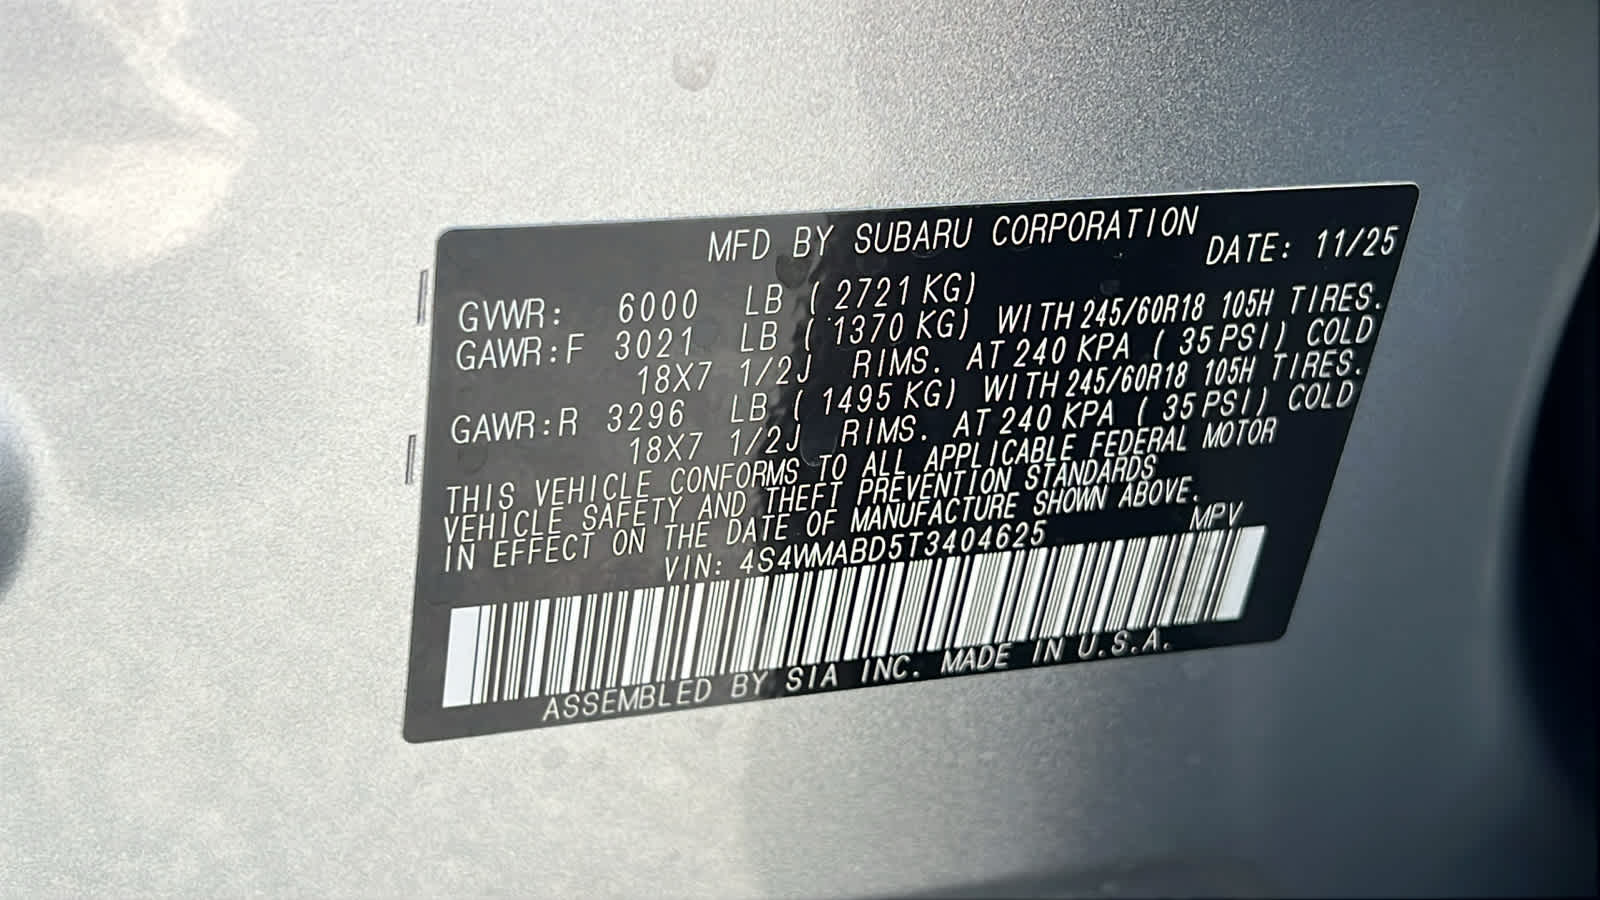 MFD BY SUBARU CORPORATION
DATE: 11/25
GVWR: 6000 LB ( 2721 KG)
GAWR:F 3021 LB ( 1370 KG) WITH 245/60R18 105H TIRES.
18X7 1/2J RIMS. AT 240 KPA ( 35 PSI) COLD
GAWR:R 3296 LB ( 1495 KG) WITH 245/60R18 105H TIRES.
18X7 1/2J RIMS. AT 240 KPA ( 35 PSI) COLD
THIS VEHICLE CONFORMS TO ALL APPLICABLE FEDERAL MOTOR
VEHICLE SAFETY AND THEFT PREVENTION STANDARDS
IN EFFECT ON THE DATE OF MANUFACTURE SHOWN ABOVE.
VIN: 4S4WMABD5T3404625 MPV
ASSEMBLED BY SIA INC. MADE IN U.S.A.